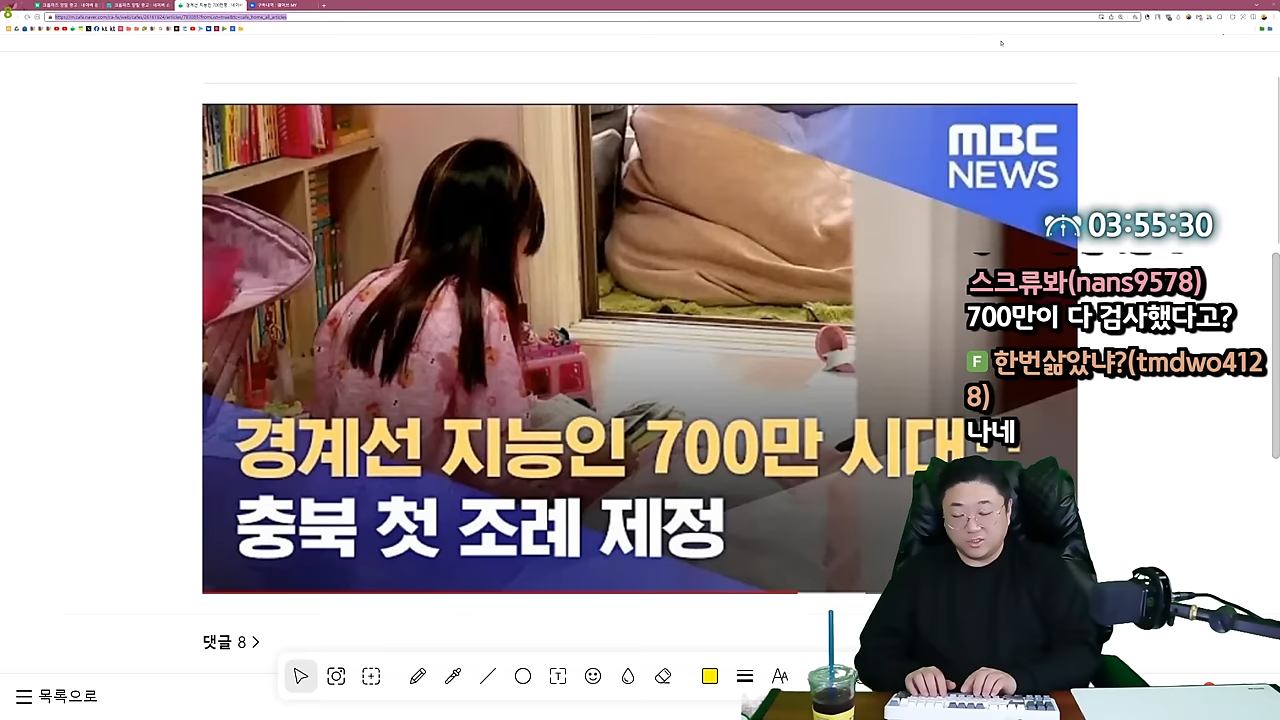 MBC
NEWS
03:55:30
스크류봐(nans9578)
700만이 다 검사했다고?
F 한번삶았냐?(tmdwo412
8)
나네
경계선 지능인 700만 시대
충북 첫 조례 제정
댓글 8
목록으로